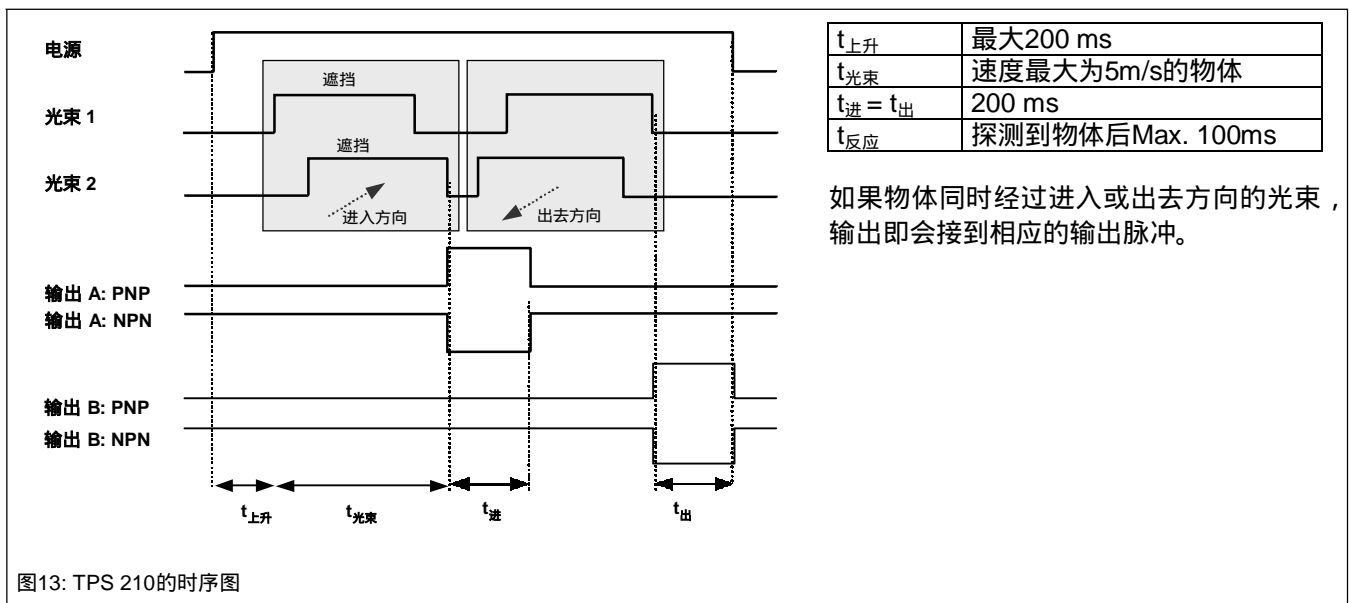 电源
遮挡
光束 1
遮挡
光束 2
进入方向
出去方向
输出 A: PNP
输出 A: NPN
输出 B: PNP
输出 B: NPN
t上升
t光束
t进
t出
t上升 最大200 ms
t光束 速度最大为5m/s的物体
t进 = t出 200 ms
t反应 探测到物体后Max. 100ms
如果物体同时经过进入或出去方向的光束，
输出即会接到相应的输出脉冲。
图13: TPS 210的时序图